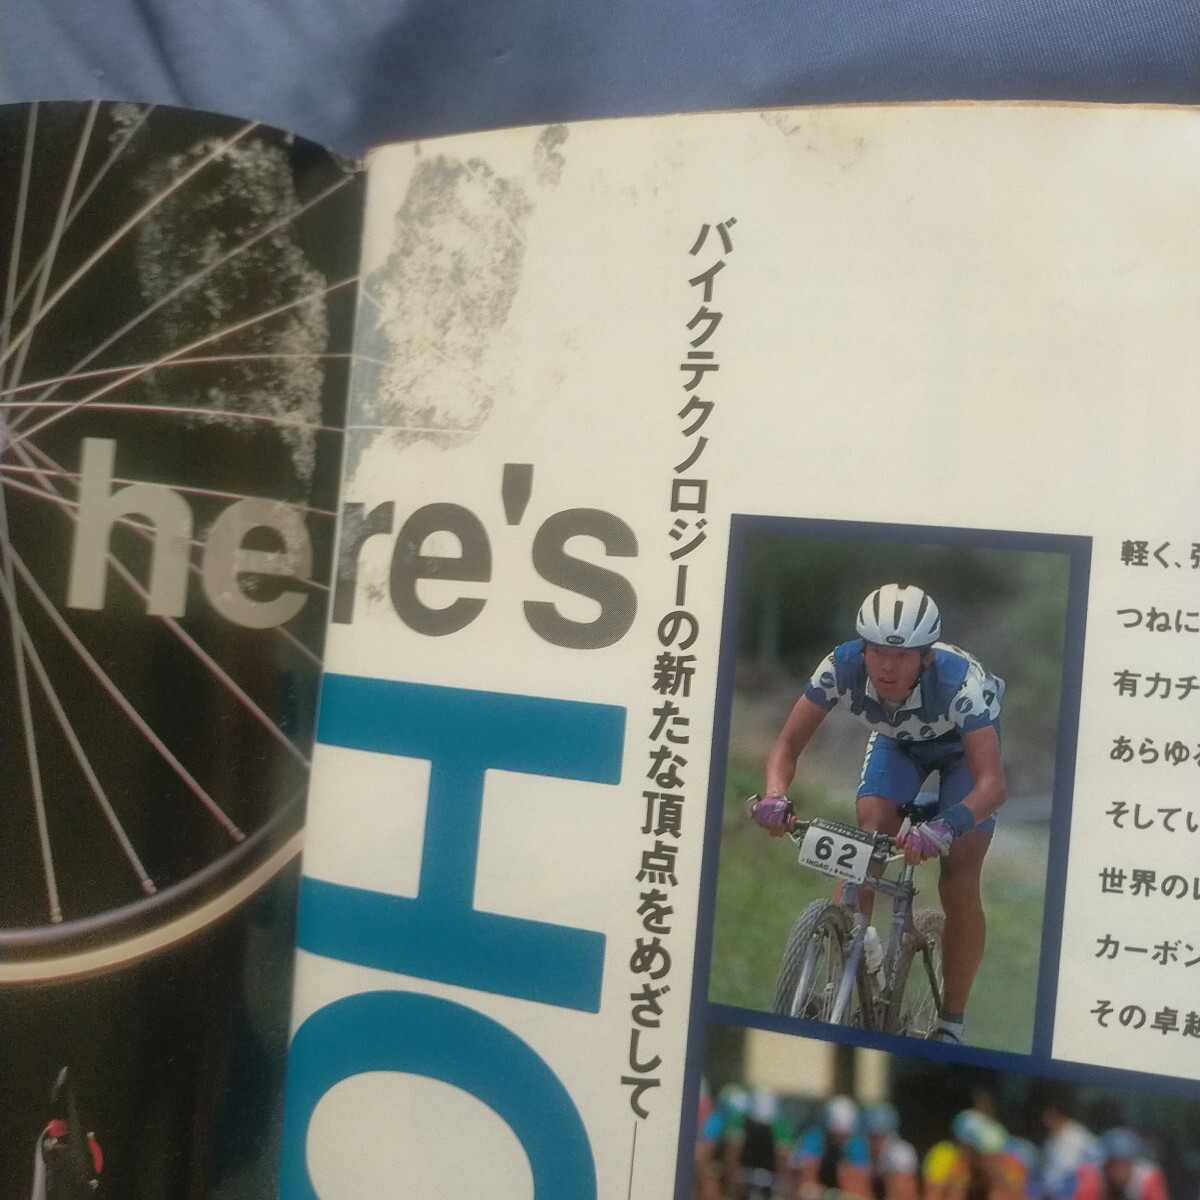 here's
HO
バイクテクノロジーの新たな頂点をめざして
62
軽く、
つねに
有力チ
あらゆ
そしてい
世界の
カーボン
その卓越